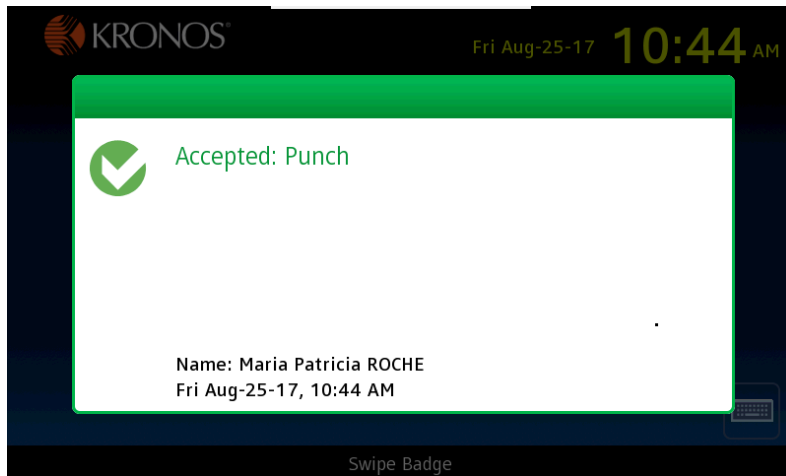 KRONOS
Fri Aug-25-17 10:44 AM
Accepted: Punch
Name: Maria Patricia ROCHE
Fri Aug-25-17, 10:44 AM
Swipe Badge